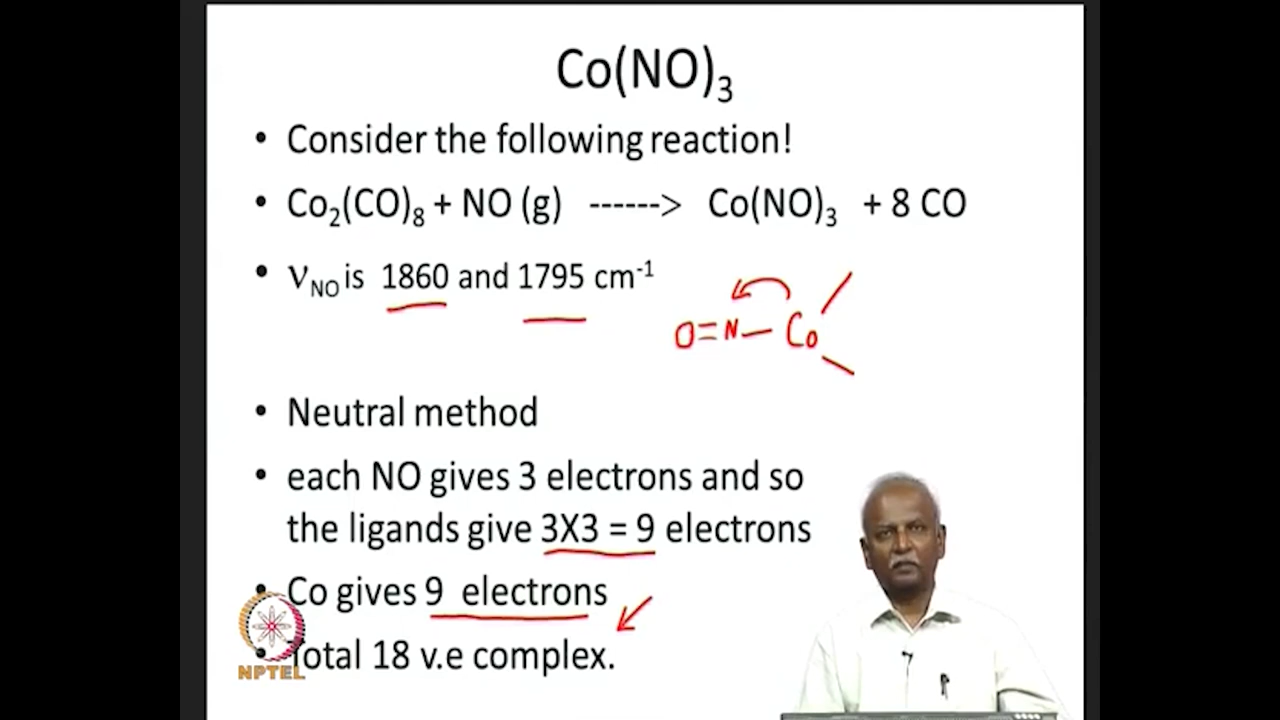 Co(NO)₃
• Consider the following reaction!
• Co₂(CO)₈ + NO (g) ------> Co(NO)₃ + 8 CO
• νNO is 1860 and 1795 cm⁻¹
O=N—Co
• Neutral method
• each NO gives 3 electrons and so
the ligands give 3X3 = 9 electrons
• Co gives 9 electrons
• Total 18 v.e complex.
NPTEL